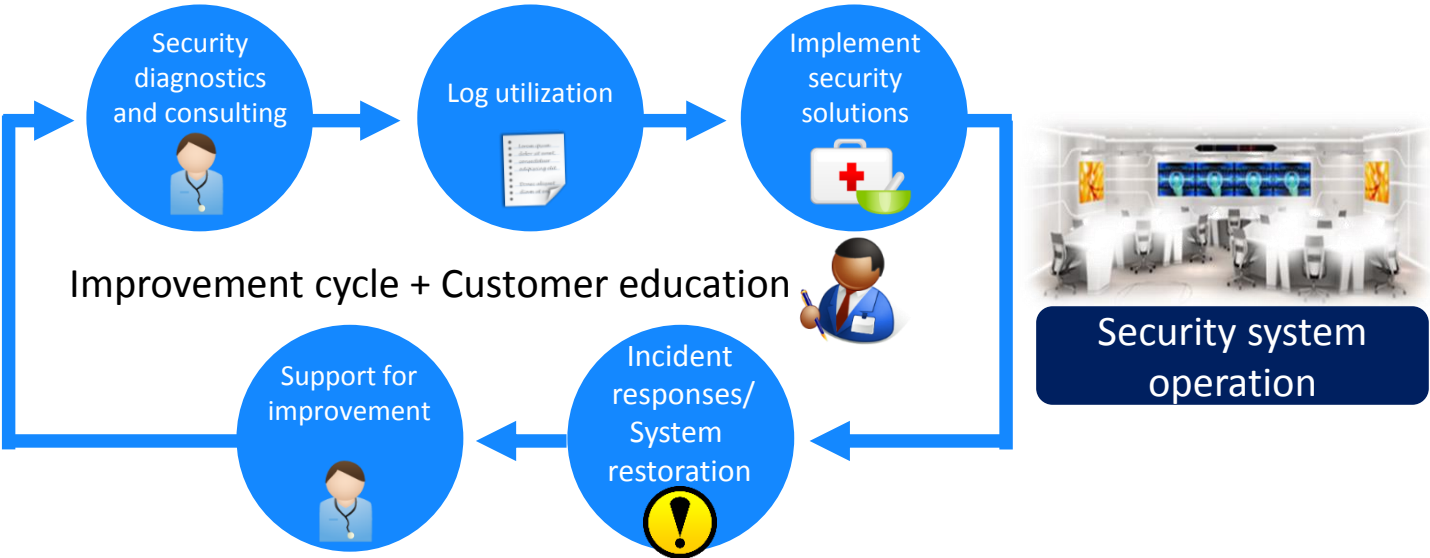 Security
diagnostics
and consulting
Log utilization
Implement
security
solutions
Improvement cycle + Customer education
Security system
operation
Support for
improvement
Incident
responses/
System
restoration